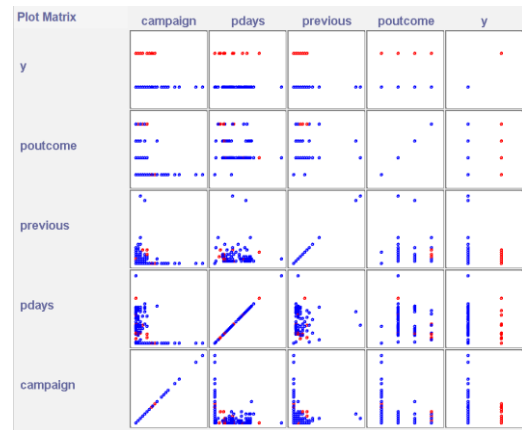 Plot Matrix campaign pdays previous poutcome y
y
poutcome
previous
pdays
campaign